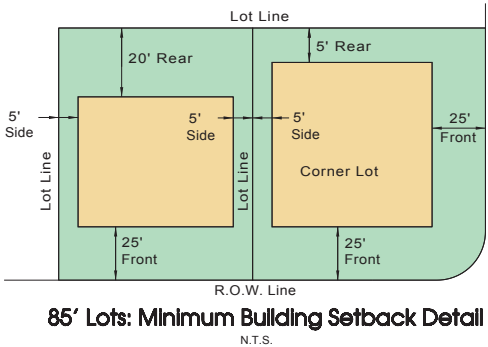 Lot Line
20' Rear
5' Rear
5'
Side
5'
Side
5'
Side
25'
Front
Lot Line
Lot Line
Corner Lot
25'
Front
25'
Front
R.O.W. Line
85' Lots: Minimum Building Setback Detail
N.T.S.